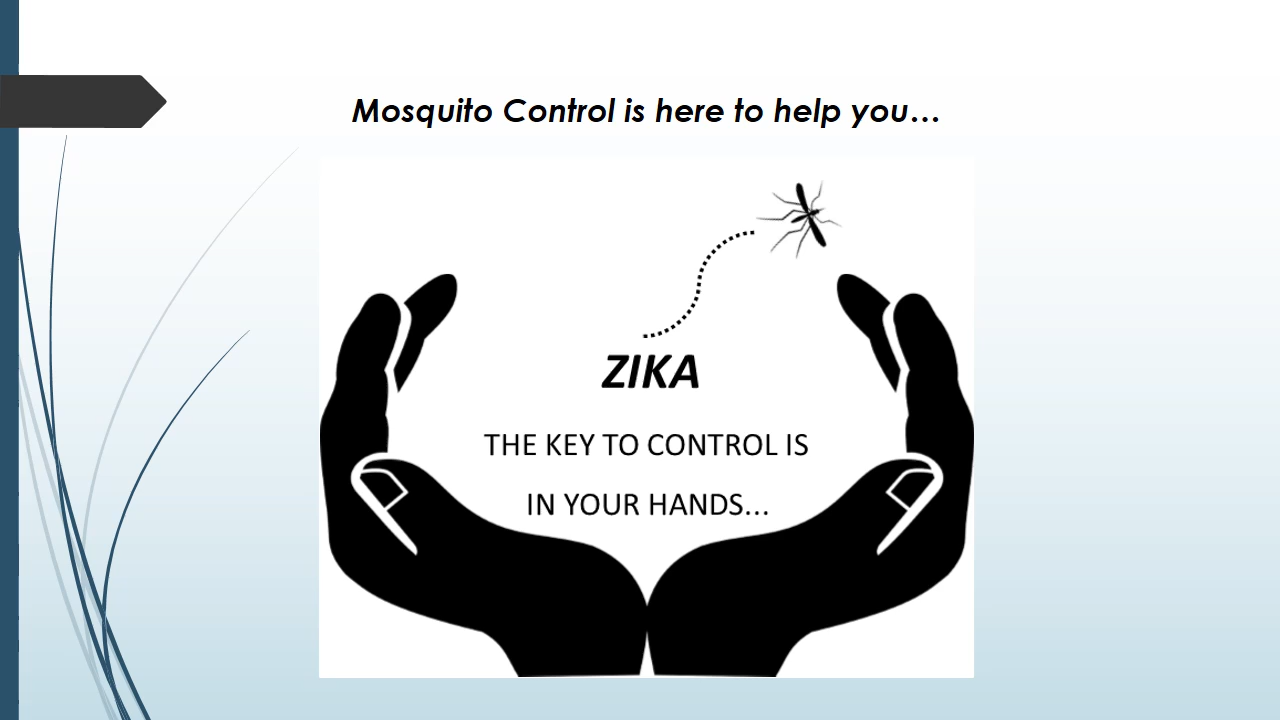 Mosquito Control is here to help you…
ZIKA
THE KEY TO CONTROL IS
IN YOUR HANDS...